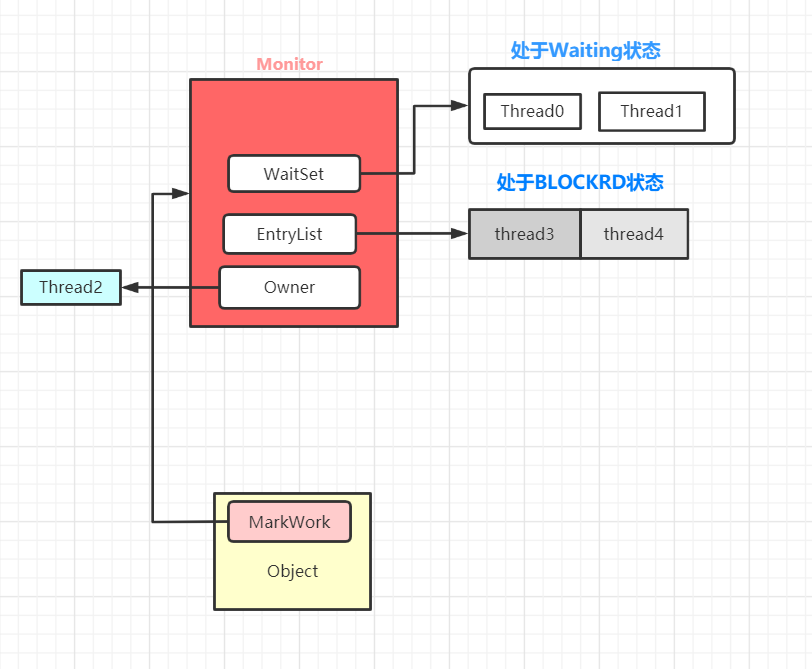 处于Waiting状态
Monitor
Thread0
Thread1
WaitSet
处于BLOCKRD状态
EntryList
thread3
thread4
Thread2
Owner
MarkWork
Object